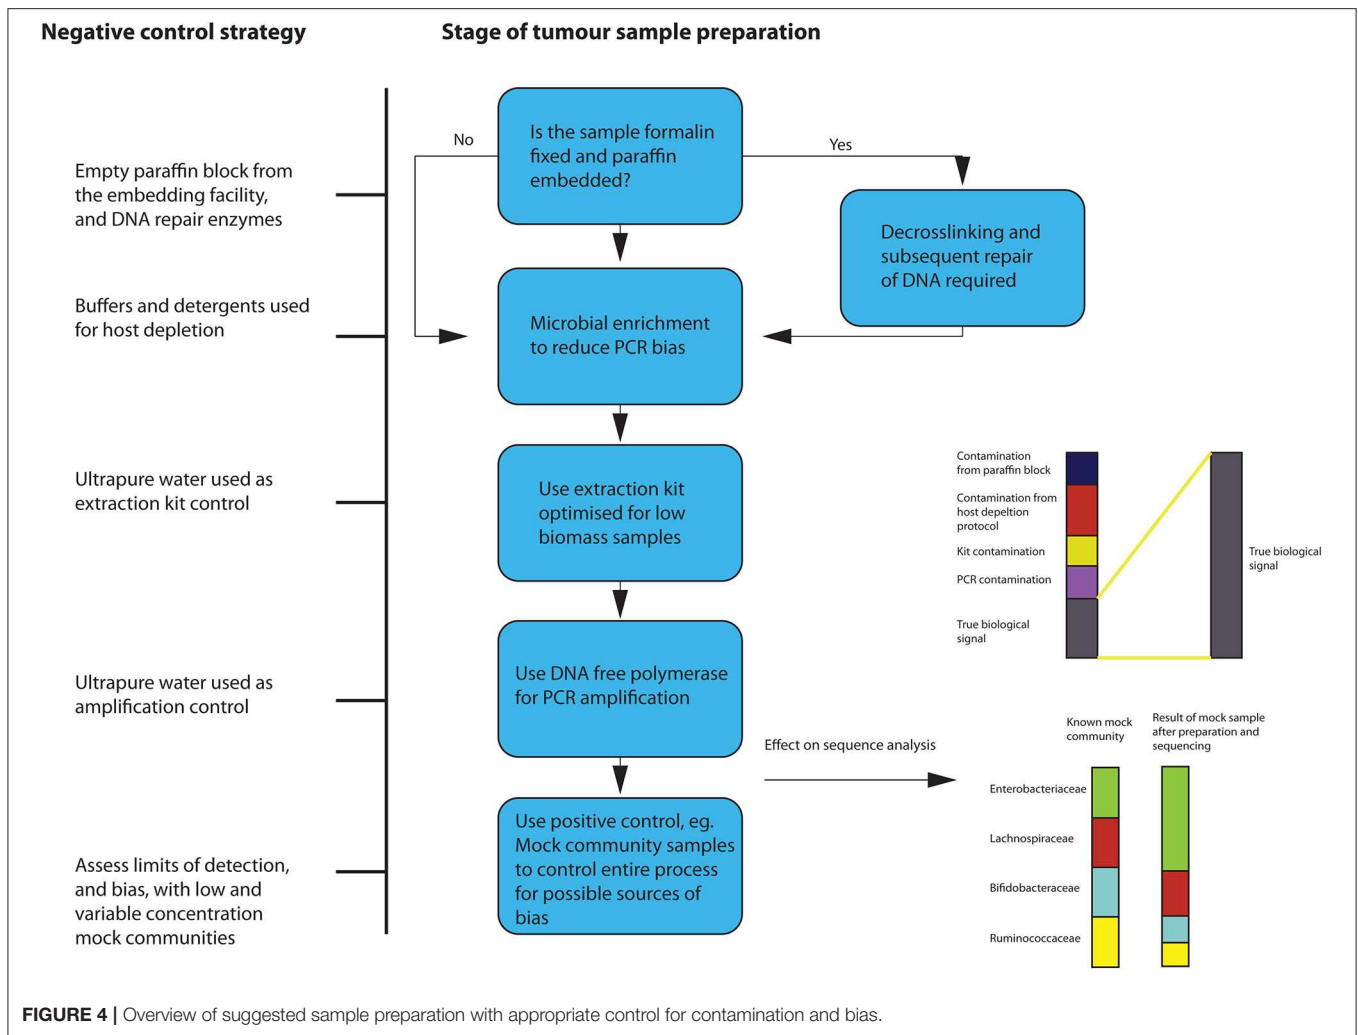 Negative control strategy
Stage of tumour sample preparation
Is the sample formalin
fixed and paraffin
embedded?
No
Yes
Empty paraffin block from
the embedding facility,
and DNA repair enzymes
Decrosslinking and
subsequent repair
of DNA required
Buffers and detergents used
for host depletion
Microbial enrichment
to reduce PCR bias
Ultrapure water used as
extraction kit control
Use extraction kit
optimised for low
biomass samples
Contamination
from paraffin block
Contamination from
host depeltion
protocol
Kit contamination
PCR contamination
True biological
signal
True biological
signal
Ultrapure water used as
amplification control
Use DNA free polymerase
for PCR amplification
Effect on sequence analysis
Known mock
community
Result of mock sample
after preparation and
sequencing
Enterobacteriaceae
Lachnospiraceae
Bifidobacteraceae
Ruminococcaceae
Assess limits of detection,
and bias, with low and
variable concentration
mock communities
Use positive control, eg.
Mock community samples
to control entire process
for possible sources of
bias
FIGURE 4 | Overview of suggested sample preparation with appropriate control for contamination and bias.